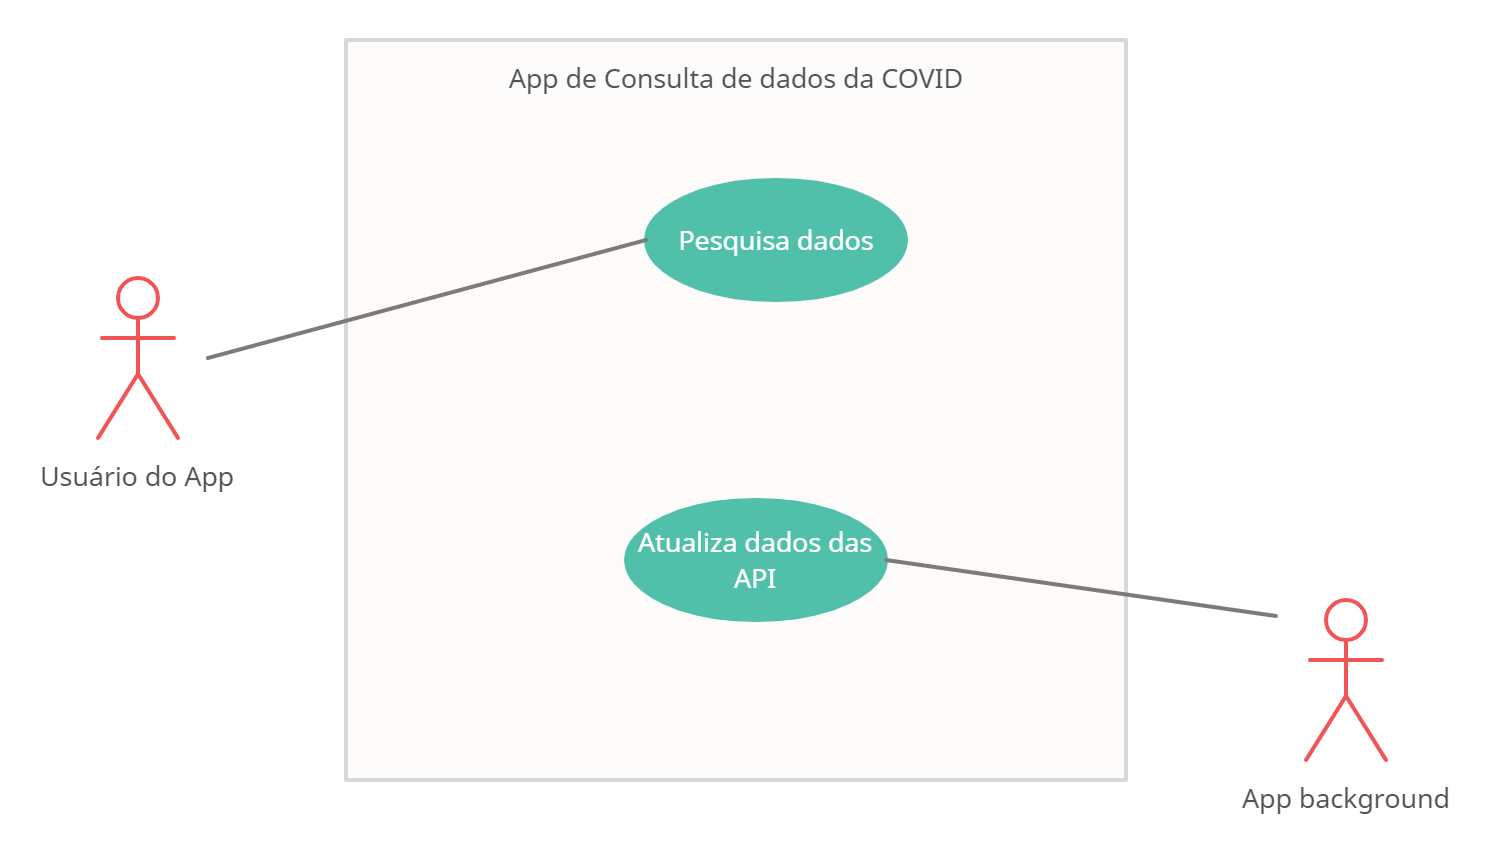 App de Consulta de dados da COVID
Pesquisa dados
Usuário do App
Atualiza dados das
API
App background